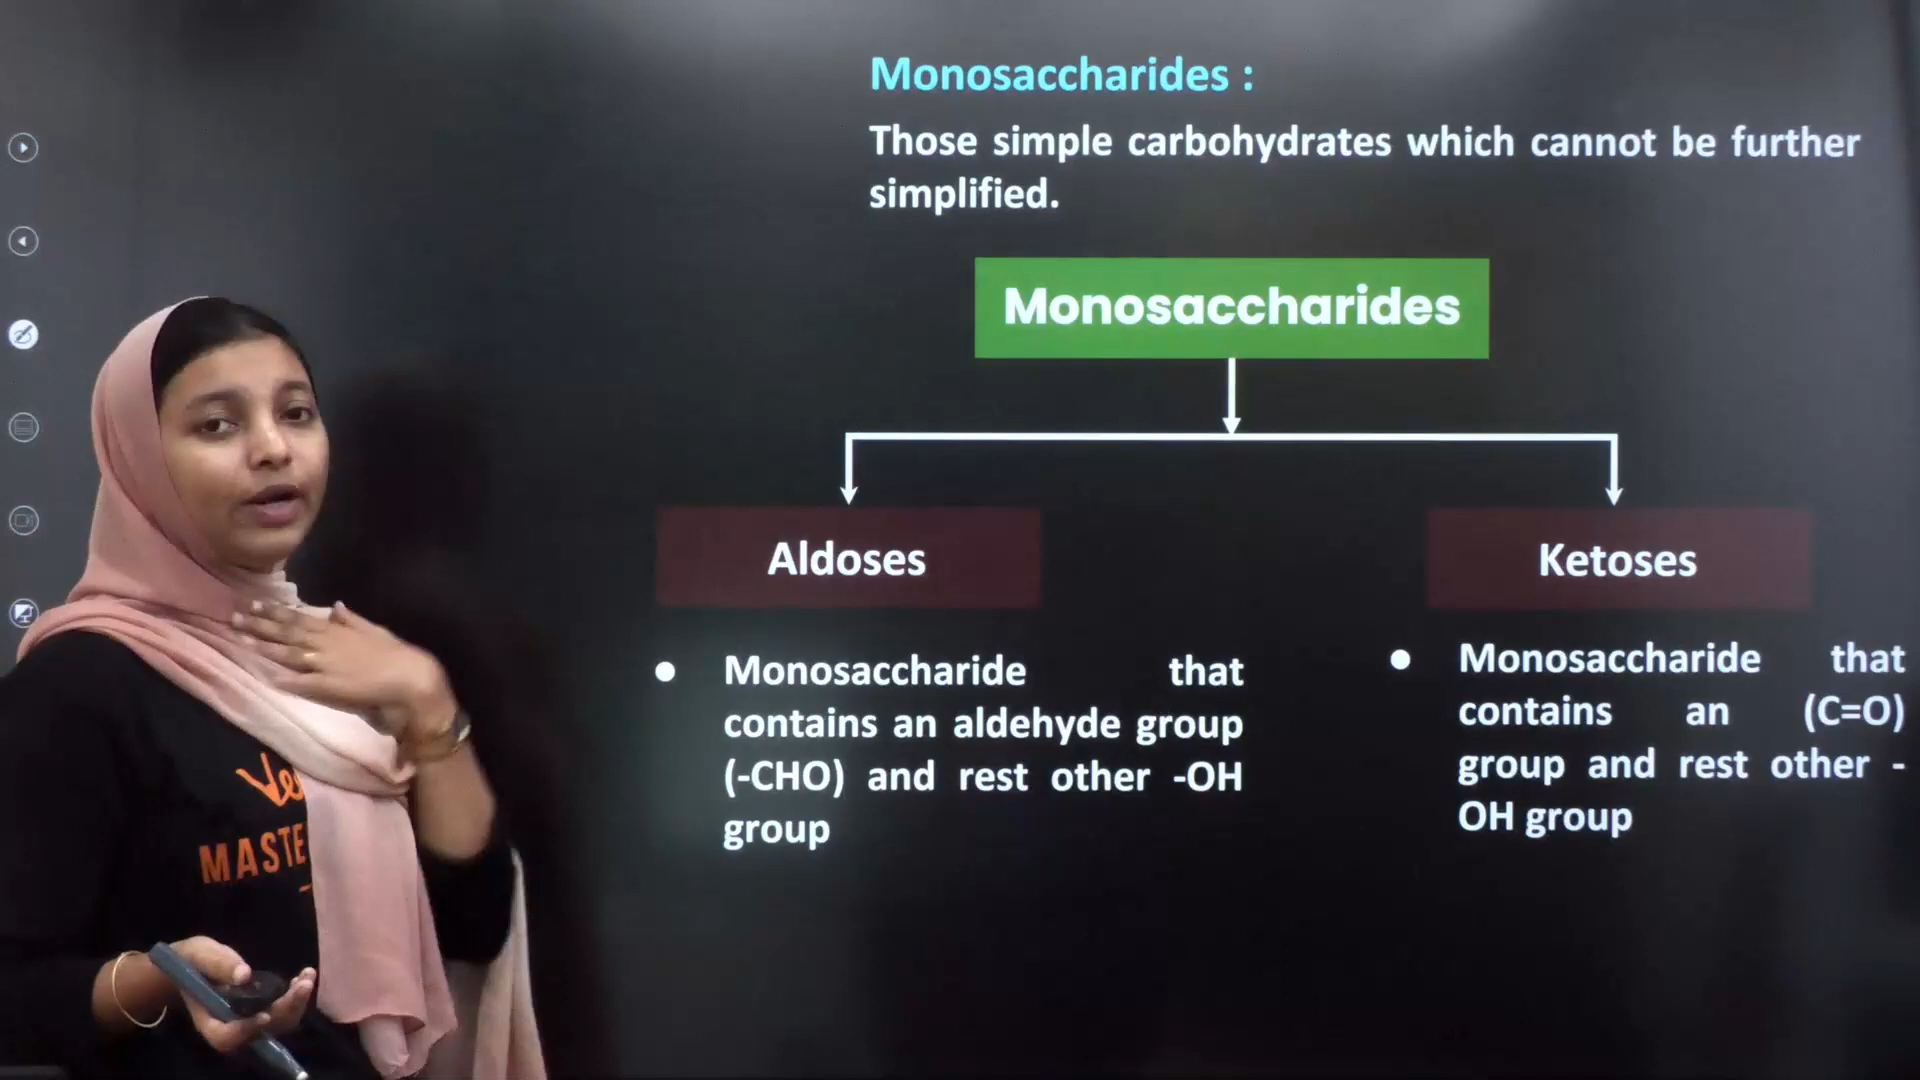 Monosaccharides :
Those simple carbohydrates which cannot be further
simplified.
Monosaccharides
Aldoses
Ketoses
Monosaccharide that
contains an aldehyde group
(-CHO) and rest other -OH
group
Monosaccharide that
contains an (C=O)
group and rest other -
OH group